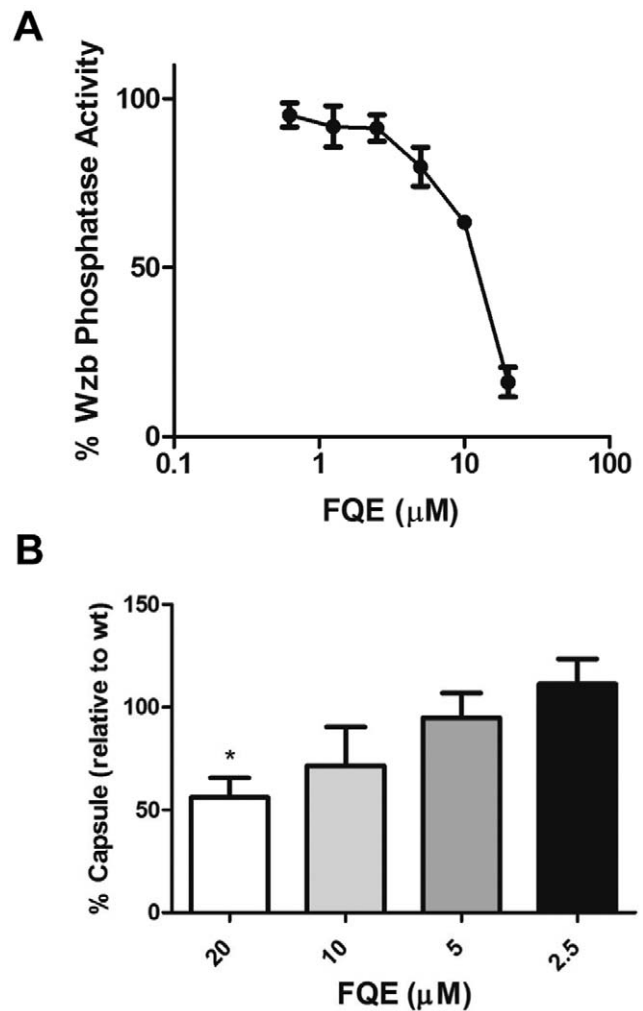 A
% Wzb Phosphatase Activity
100
50
0
0.1 1 10 100
FQE (μM)
B
% Capsule (relative to wt)
150
100
50
0
*
20 10 5 2.5
FQE (μM)